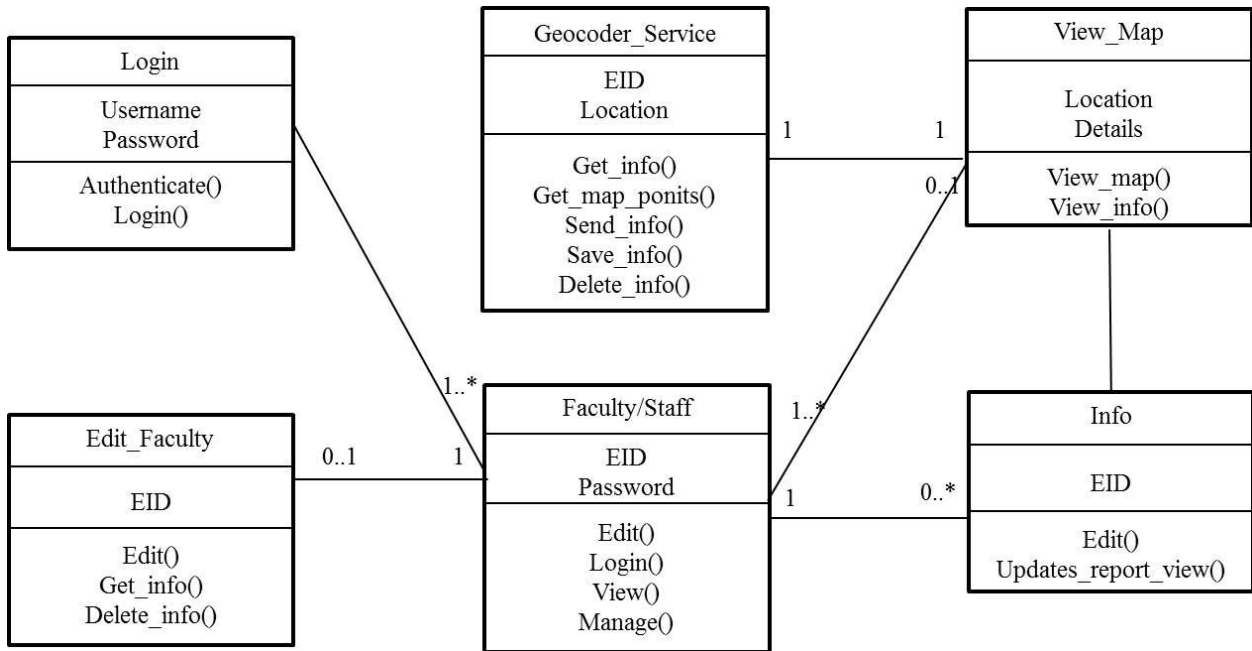 Login
Username
Password
Authenticate()
Login()
Geocoder_Service
EID
Location
Get_info()
Get_map_ponits()
Send_info()
Save_info()
Delete_info()
1
1
0..1
View_Map
Location
Details
View_map()
View_info()
Edit_Faculty
EID
Edit()
Get_info()
Delete_info()
0..1
1
1..*
Faculty/Staff
EID
Password
Edit()
Login()
View()
Manage()
1..*
1
0..*
Info
EID
Edit()
Updates_report_view()